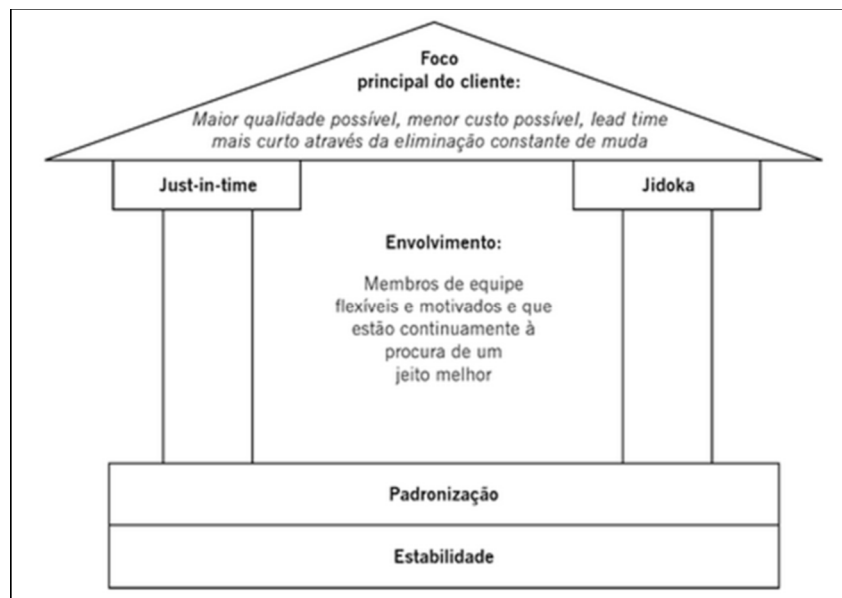 Foco
principal do cliente:
Maior qualidade possível, menor custo possível, lead time
mais curto através da eliminação constante de muda
Just-in-time
Jidoka
Envolvimento:
Membros de equipe
flexíveis e motivados e que
estão continuamente à
procura de um
jeito melhor
Padronização
Estabilidade